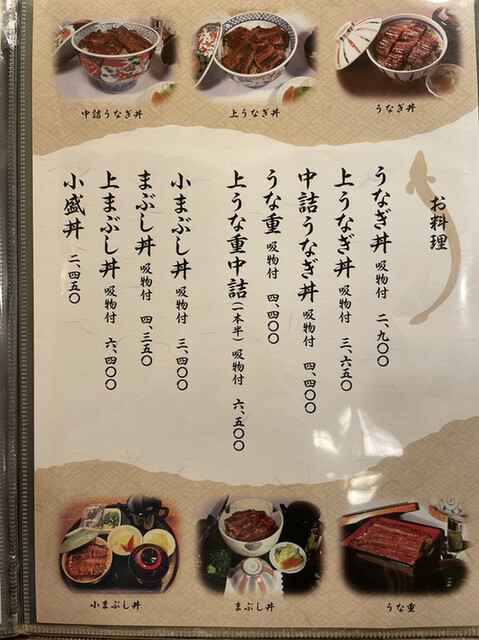 中詰うなぎ丼
上うなぎ丼
うなぎ丼
お料理
うなぎ丼 吸物付 二、九〇〇
上うなぎ丼 吸物付 三、六五〇
中詰うなぎ丼 吸物付 四、四〇〇
うな重 吸物付 四、四〇〇
上うな重中詰(一本半) 吸物付 六、五〇〇
小まぶし丼 吸物付 三、四〇〇
まぶし丼 吸物付 四、三五〇
上まぶし丼 吸物付 六、四〇〇
小盛丼 二、四五〇
小まぶし丼
まぶし丼
うな重